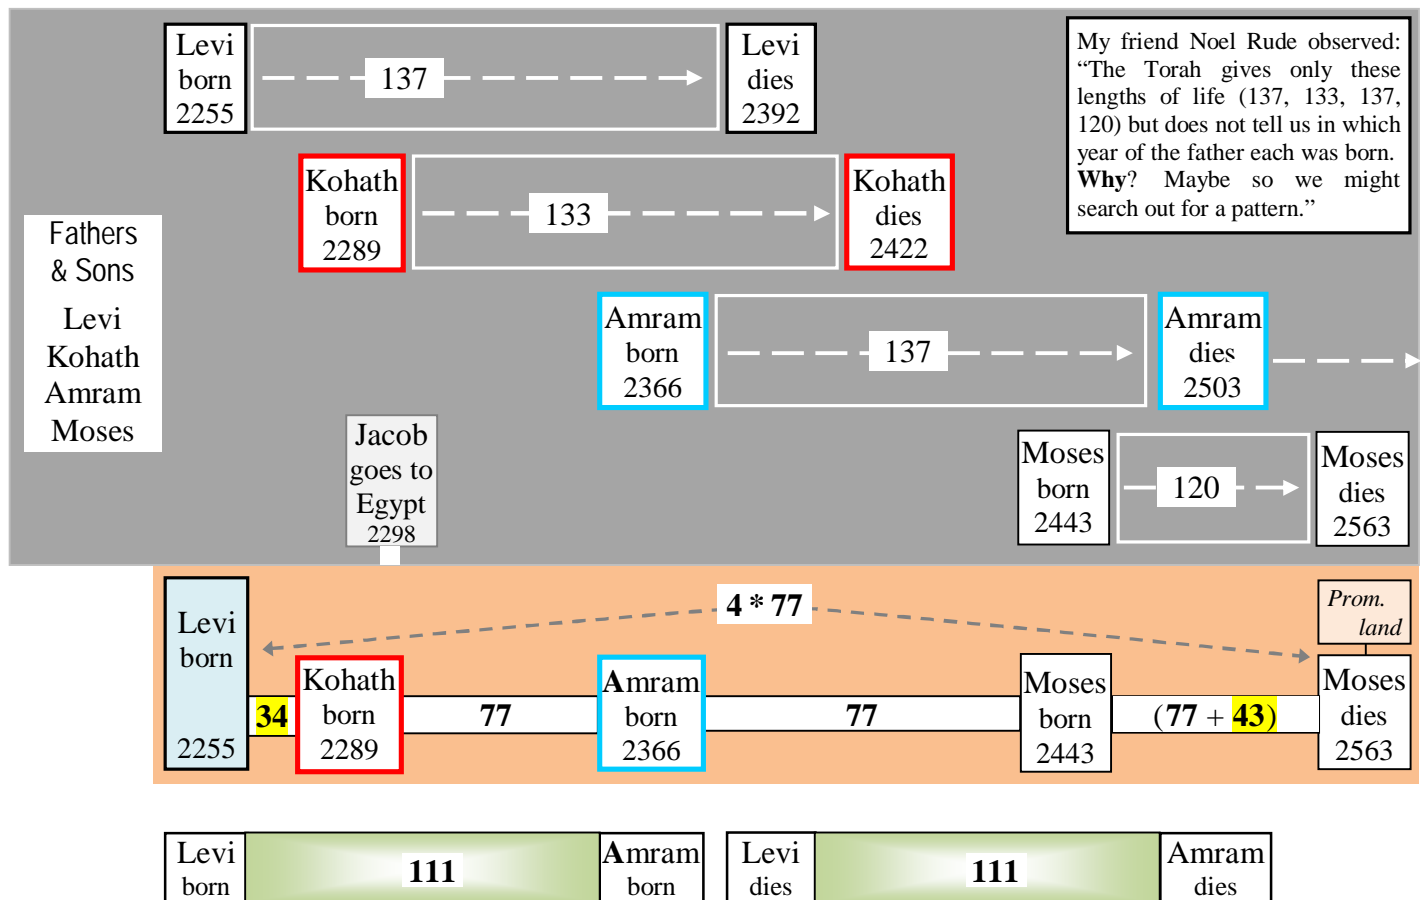 Levi
born
2255
137
Levi
dies
2392
My friend Noel Rude observed:
“The Torah gives only these
lengths of life (137, 133, 137,
120) but does not tell us in which
year of the father each was born.
Why? Maybe so we might
search out for a pattern.”
Kohath
born
2289
133
Kohath
dies
2422
Fathers
& Sons
Levi
Kohath
Amram
Moses
Amram
born
2366
137
Amram
dies
2503
Jacob
goes to
Egypt
2298
Moses
born
2443
120
Moses
dies
2563
4 * 77
Prom.
land
Levi
born
2255
34
Kohath
born
2289
77
Amram
born
2366
77
Moses
born
2443
(77 + 43)
Moses
dies
2563
Levi
born
111
Amram
born
Levi
dies
111
Amram
dies